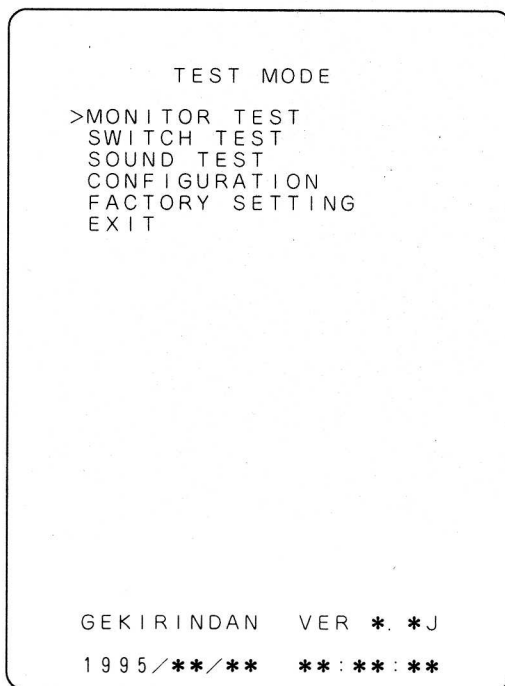 TEST MODE
>MONITOR TEST
SWITCH TEST
SOUND TEST
CONFIGURATION
FACTORY SETTING
EXIT
GEKIRINDAN VER *.*J
1995/**/** **:**:**